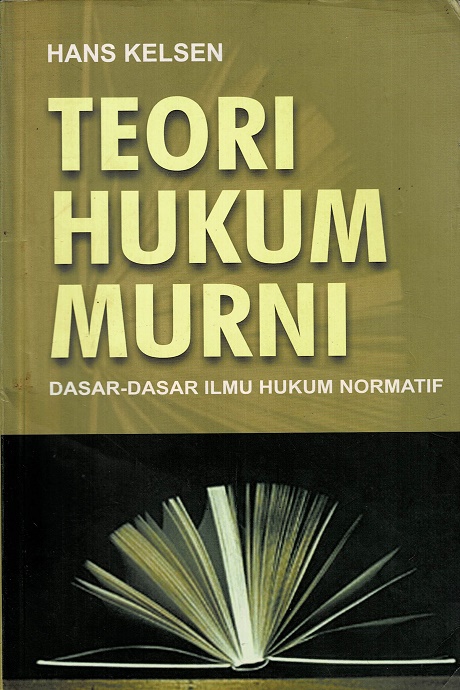 HANS KELSEN
TEORI
HUKUM
MURNI
DASAR-DASAR ILMU HUKUM NORMATIF